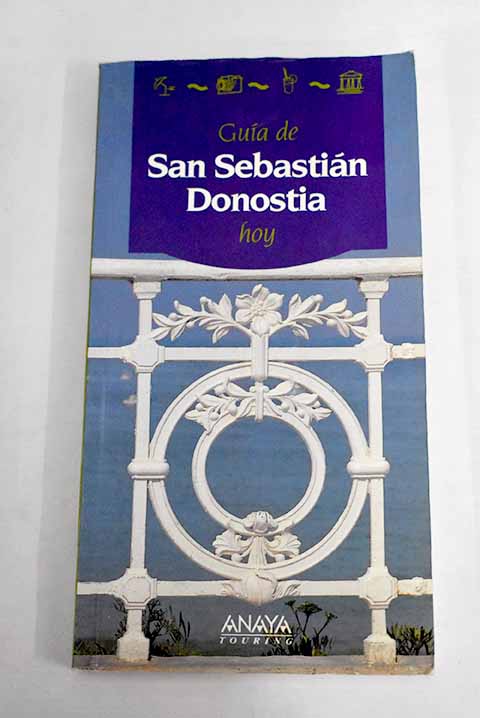 Guía de
San Sebastián
Donostia
hoy
ANAYA
TOURING